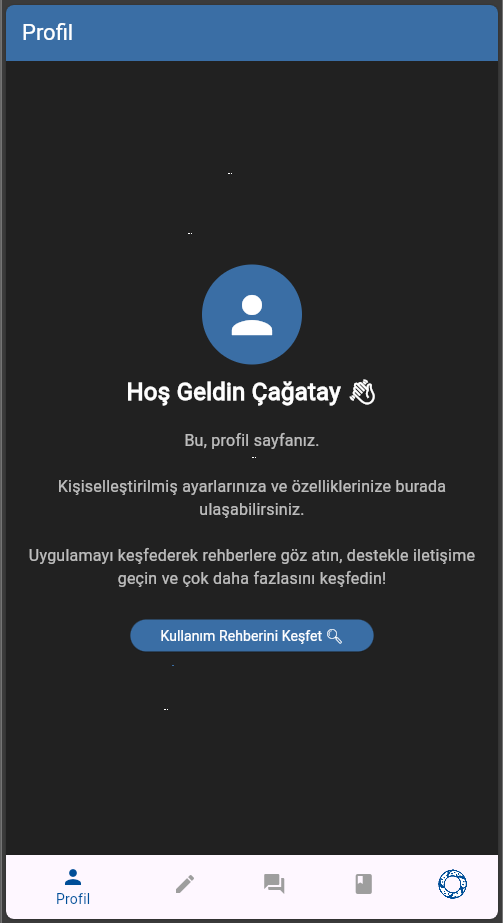 Profil
Hoş Geldin Çağatay 👏
Bu, profil sayfanız.
Kişiselleştirilmiş ayarlarınıza ve özelliklerinize burada
ulaşabilirsiniz.
Uygulamayı keşfederek rehberlere göz atın, destekle iletişime
geçin ve çok daha fazlasını keşfedin!
Kullanım Rehberini Keşfet 🔍
Profil